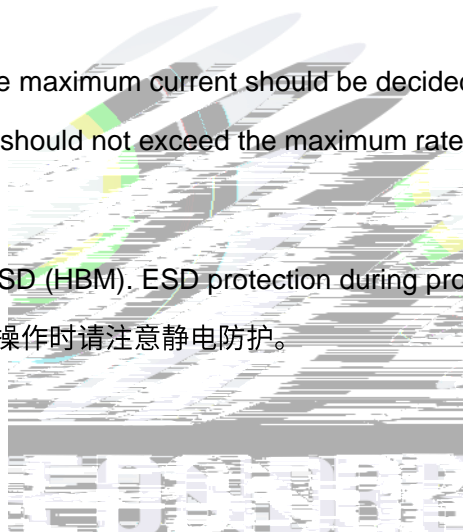 e maximum current should be decided
should not exceed the maximum rate
SD (HBM). ESD protection during pro
操作时请注意静电防护。